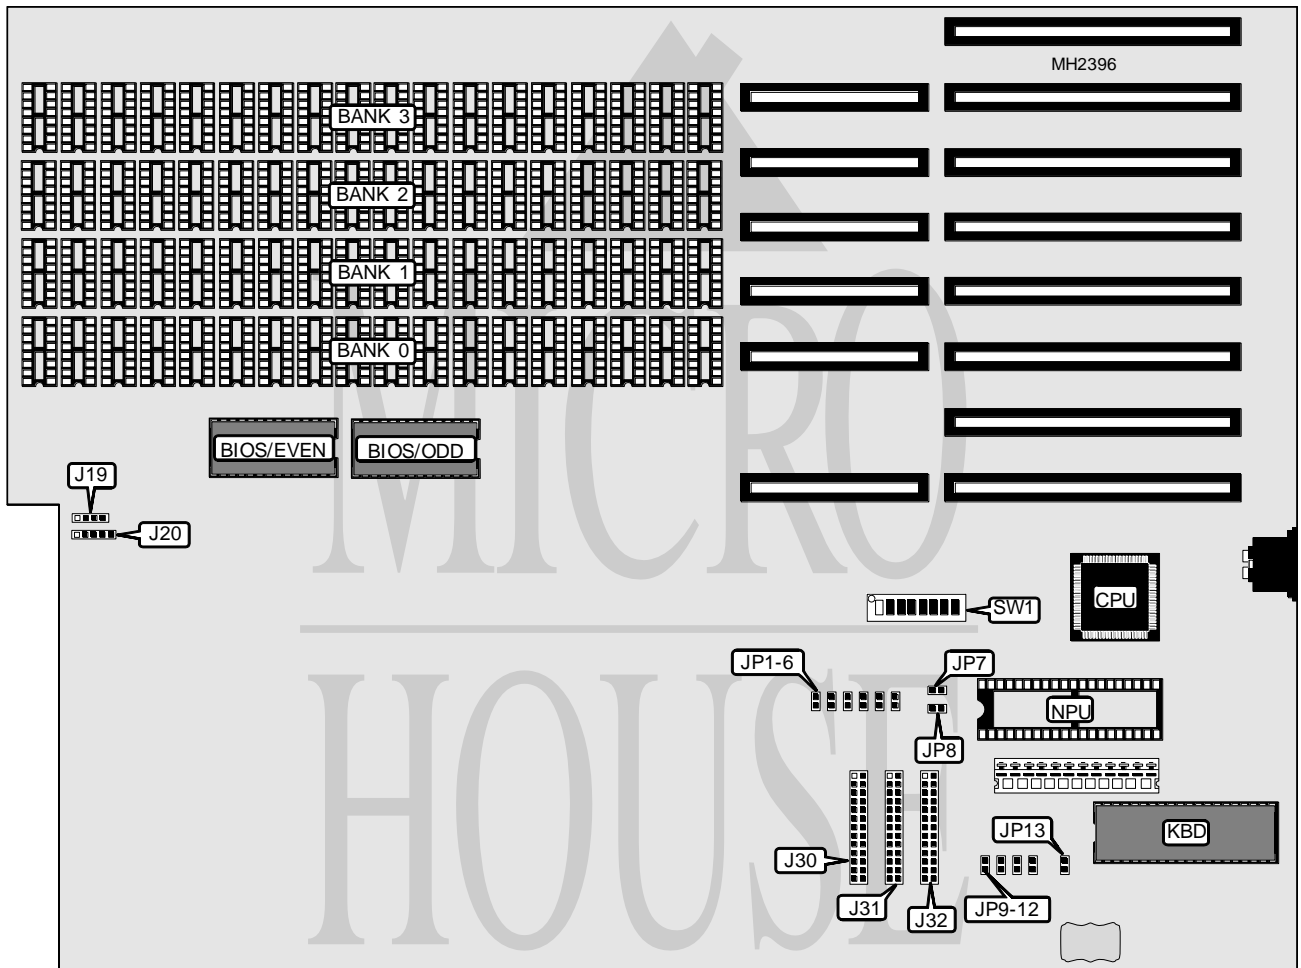 MH2396
BANK 3
BANK 2
BANK 1
BANK 0
BIOS/EVEN
BIOS/ODD
J19
J20
MICRO
HOUSE
CPU
SW1
JP1-6
JP7
NPU
JP8
JP13
KBD
J30
J31
J32
JP9-12